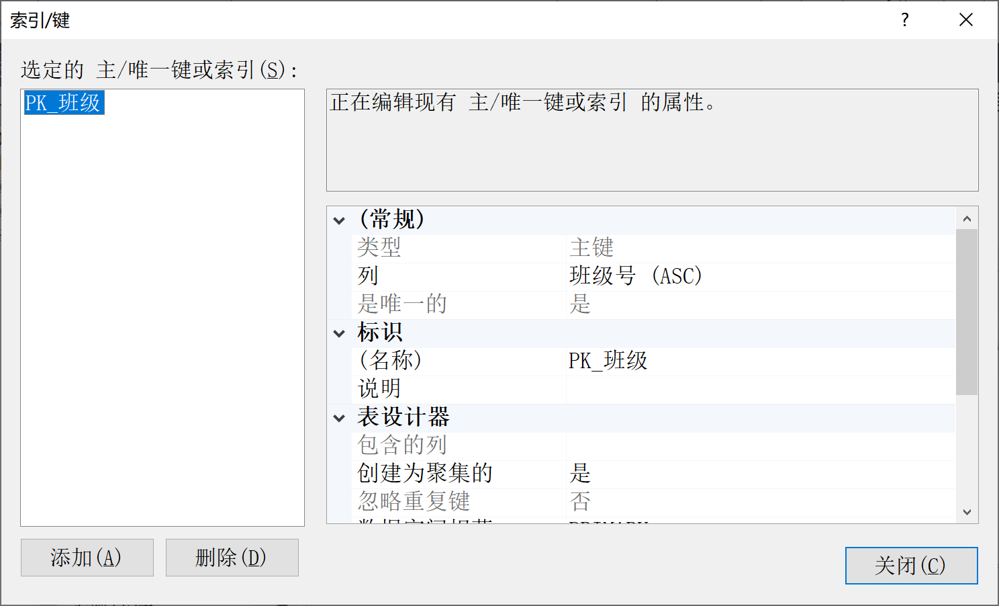 索引/键
?
选定的 主/唯一键或索引(S):
PK_班级
正在编辑现有 主/唯一键或索引 的属性。
(常规)
类型 主键
列 班级号 (ASC)
是唯一的 是
标识
(名称) PK_班级
说明
表设计器
包含的列
创建为聚集的 是
忽略重复键 否
添加(A) 删除(D)
关闭(C)